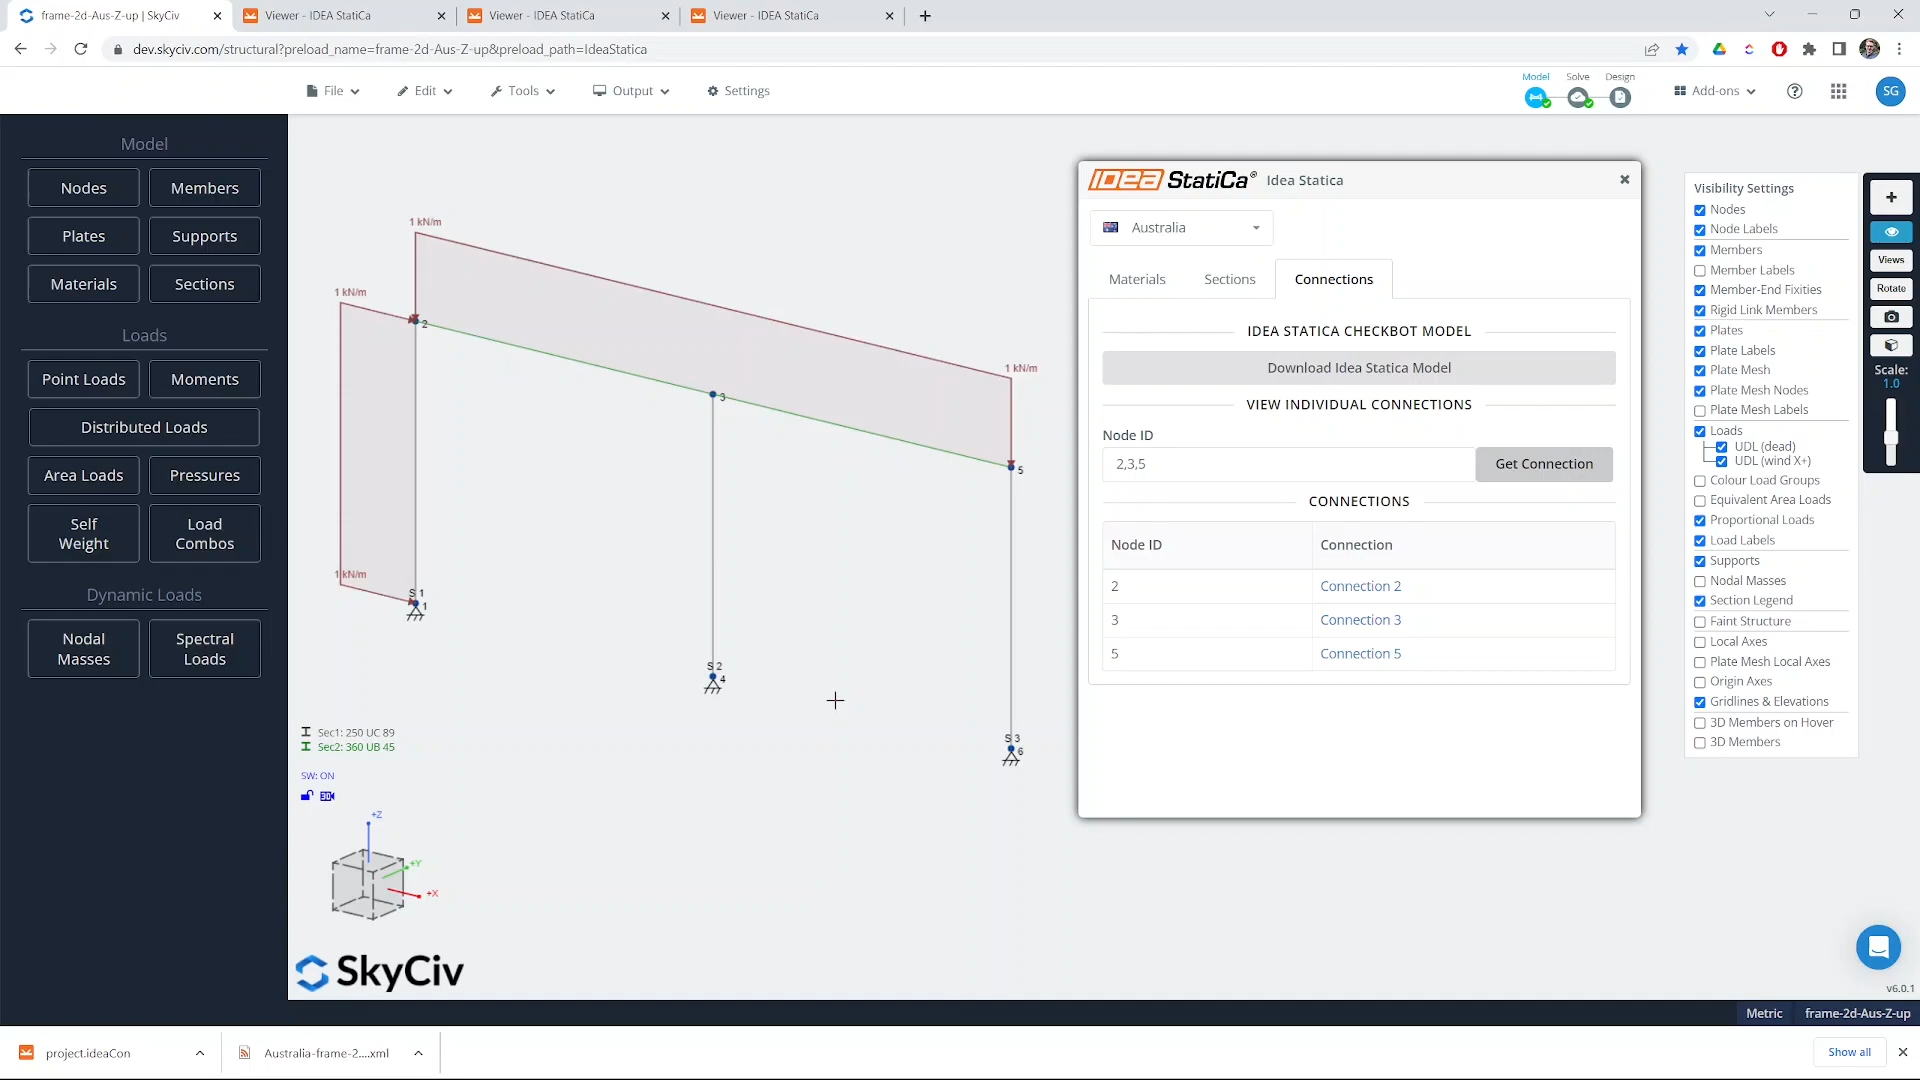 frame-2d-Aus-Z-up | SkyCiv
Viewer - IDEA StatiCa
Viewer - IDEA StatiCa
Viewer - IDEA StatiCa
dev.skyciv.com/structural?preload_name=frame-2d-Aus-Z-up&preload_path=IdeaStatica
File
Edit
Tools
Output
Settings
Model
Solve
Design
Add-ons
SG
Model
Nodes
Members
Plates
Supports
Materials
Sections
Loads
Point Loads
Moments
Distributed Loads
Area Loads
Pressures
Self
Weight
Load
Combos
Dynamic Loads
Nodal
Masses
Spectral
Loads
1 kN/m
1 kN/m
2
1 kN/m
3
5
1 kN/m
S 1
1
S 2
4
S 3
6
Sec1: 250 UC 89
Sec2: 360 UB 45
SW: ON
3D
+Z
+Y
+X
SkyCiv
IDEA StatiCa® Idea Statica
Australia
Materials
Sections
Connections
IDEA STATICA CHECKBOT MODEL
Download Idea Statica Model
VIEW INDIVIDUAL CONNECTIONS
Node ID
2,3,5
Get Connection
CONNECTIONS
Node ID
Connection
2
Connection 2
3
Connection 3
5
Connection 5
Visibility Settings
Nodes
Node Labels
Members
Member Labels
Member-End Fixities
Rigid Link Members
Plates
Plate Labels
Plate Mesh
Plate Mesh Nodes
Plate Mesh Labels
Loads
UDL (dead)
UDL (wind X+)
Colour Load Groups
Equivalent Area Loads
Proportional Loads
Load Labels
Supports
Nodal Masses
Section Legend
Faint Structure
Local Axes
Plate Mesh Local Axes
Origin Axes
Gridlines & Elevations
3D Members on Hover
3D Members
Views
Rotate
Scale:
1.0
v6.0.1
Metric
frame-2d-Aus-Z-up
project.ideaCon
Australia-frame-2....xml
Show all